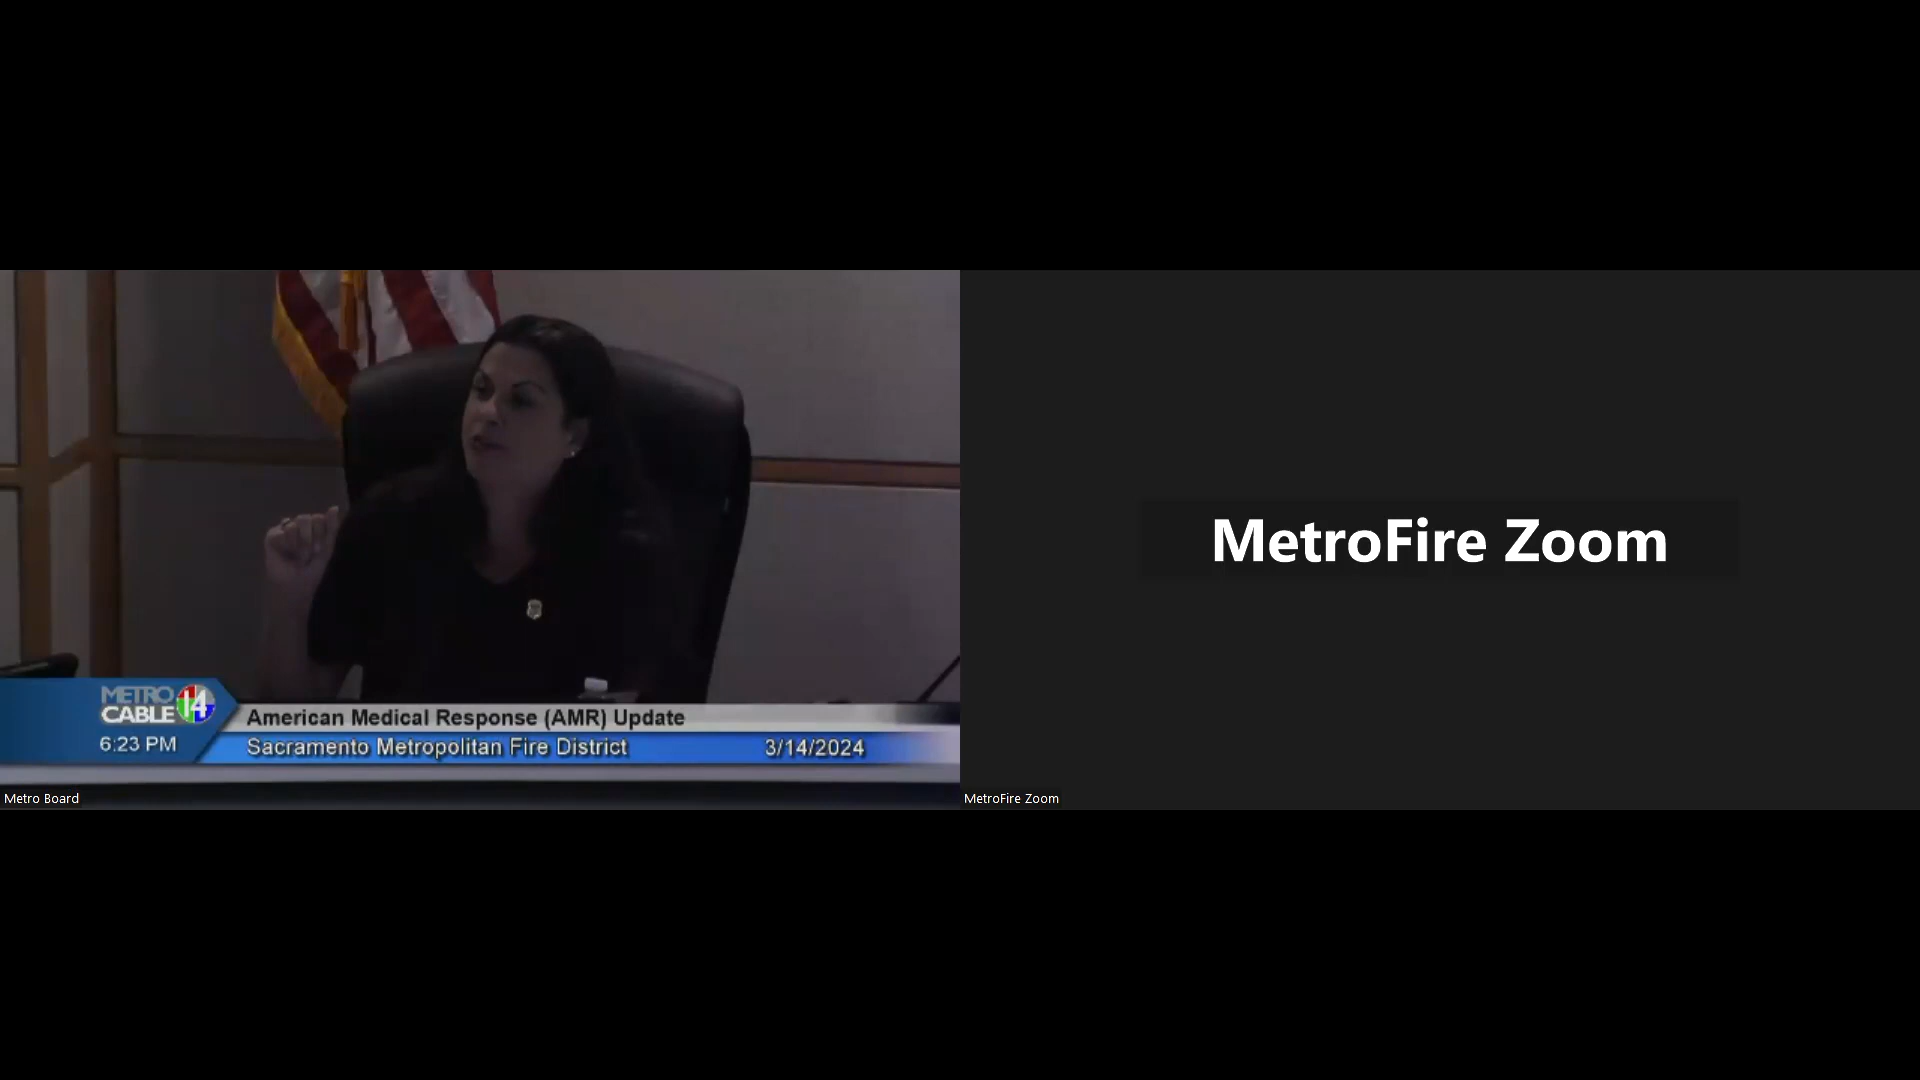 METRO
CABLE 14
6:23 PM
American Medical Response (AMR) Update
Sacramento Metropolitan Fire District 3/14/2024
Metro Board
MetroFire Zoom
MetroFire Zoom